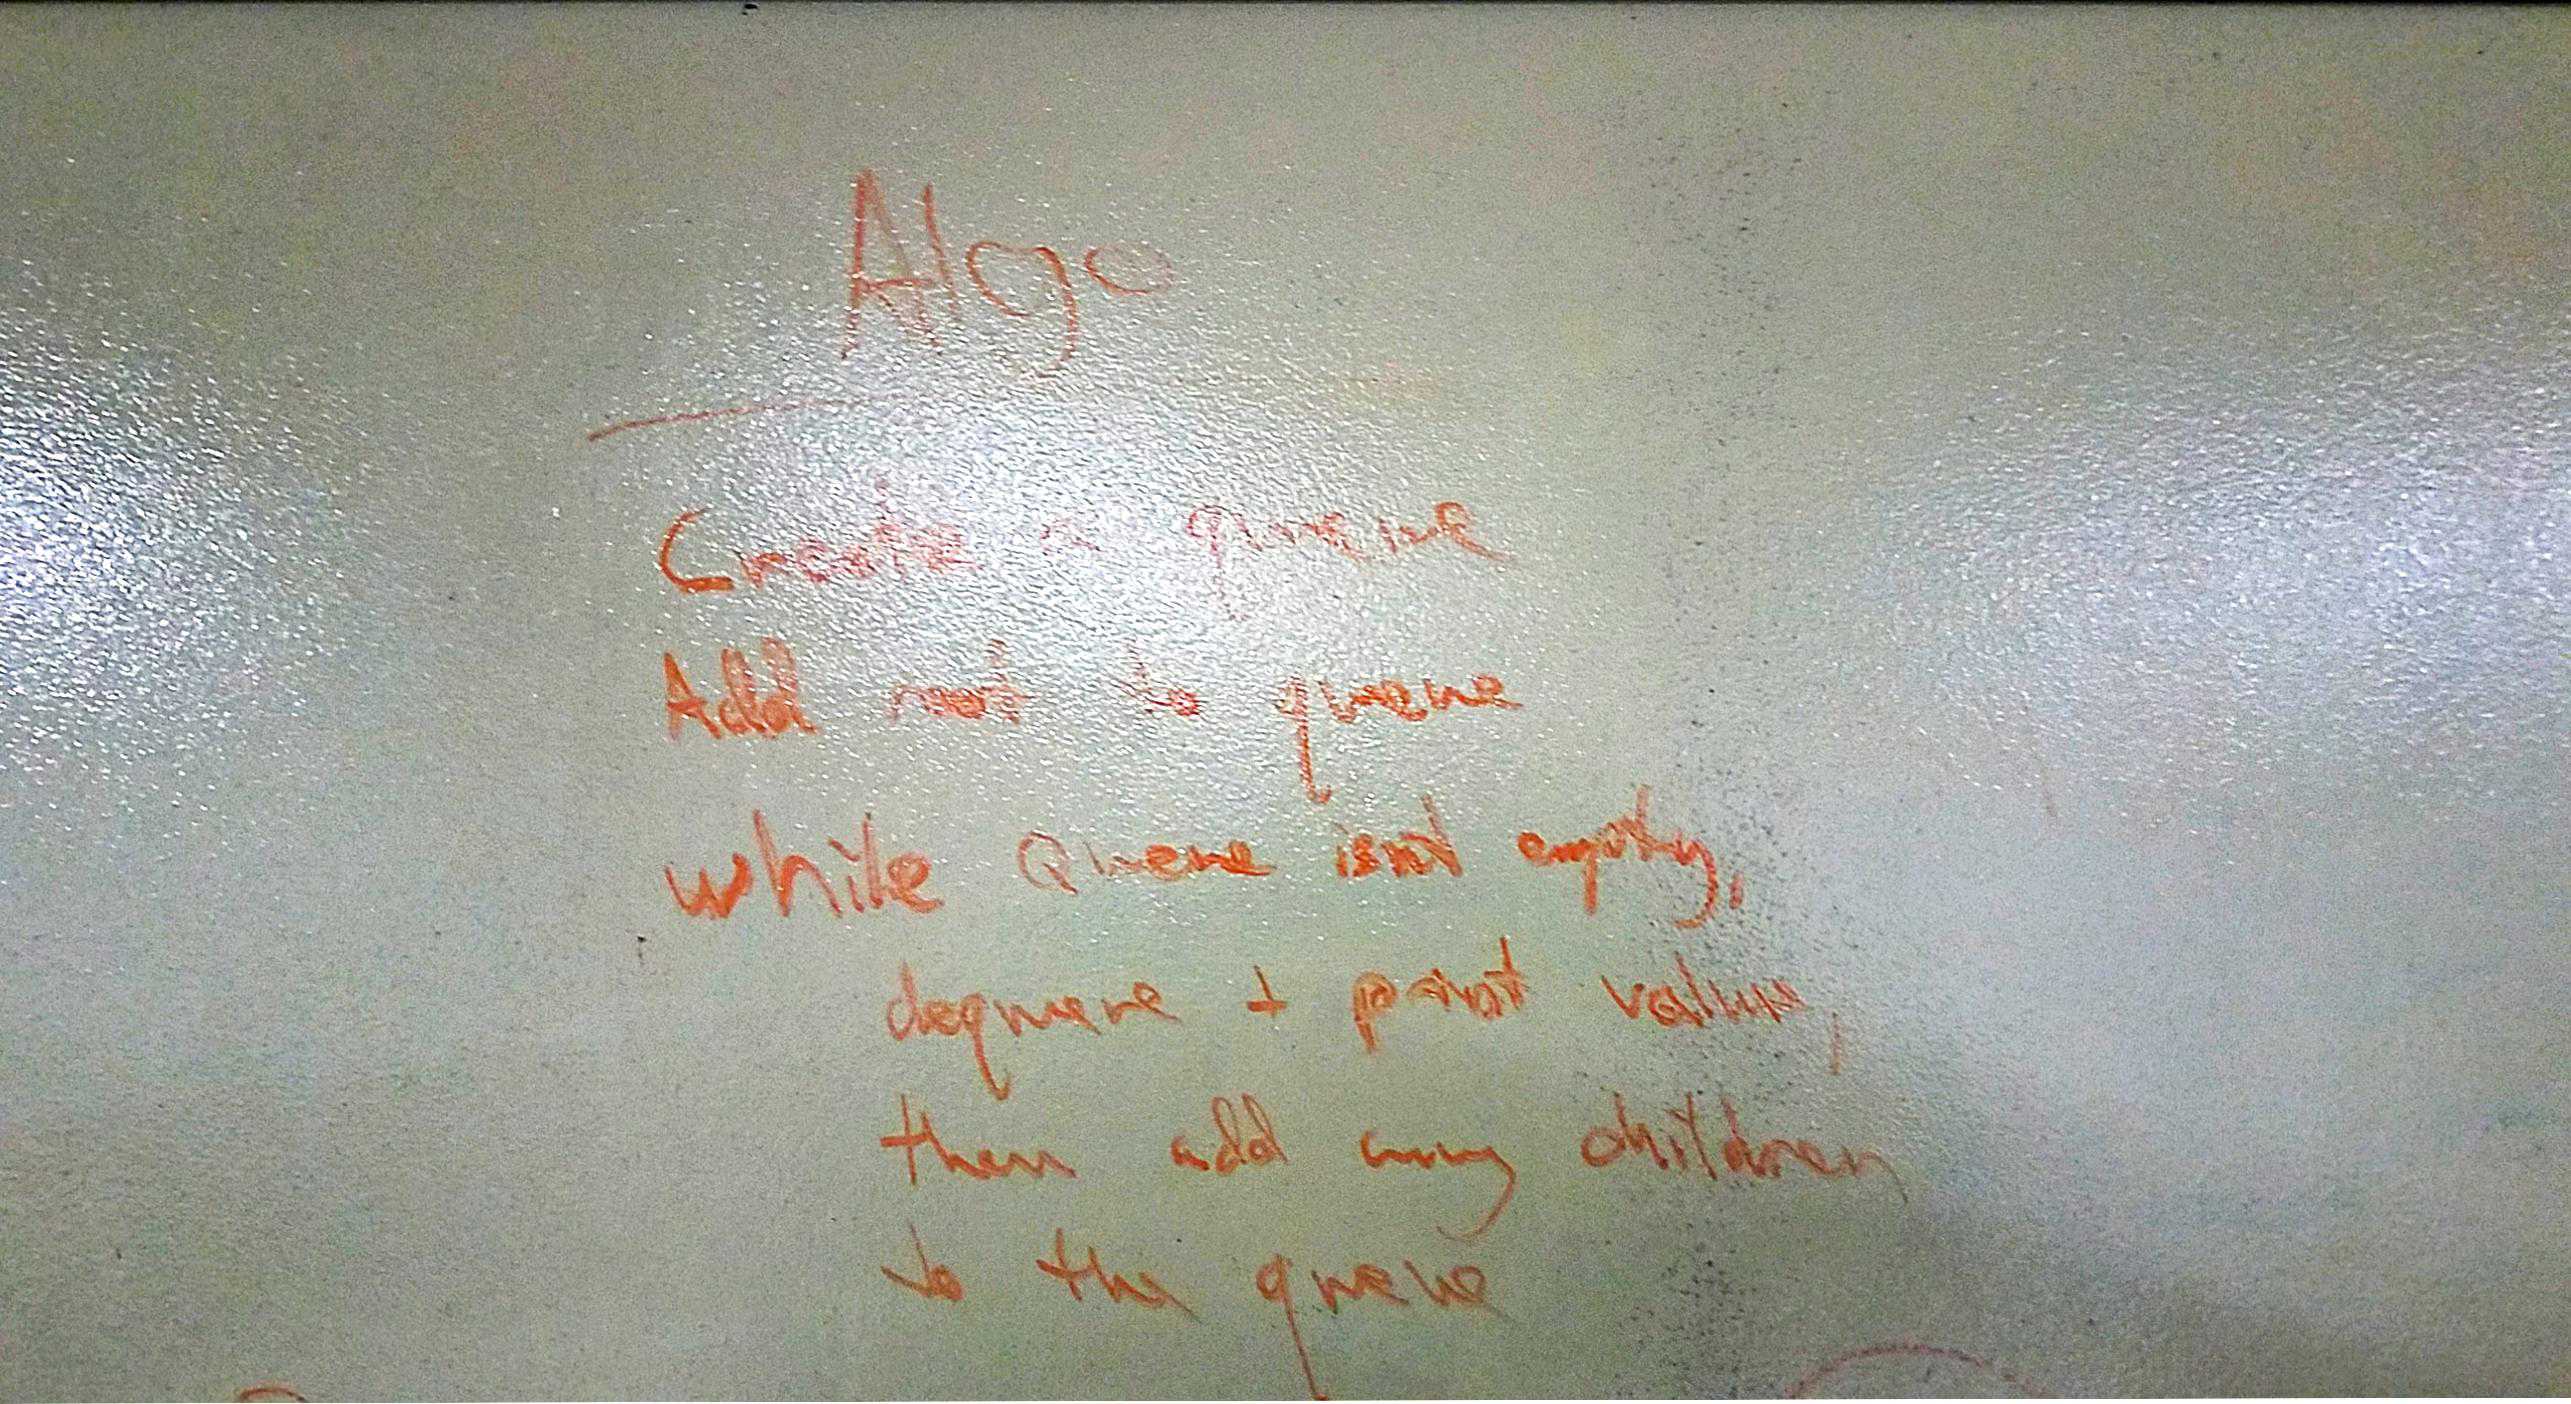 Algo
Create a queue
Add root to queue
while Queue isnt empty,
dequeue + print value,
then add any children
to the queue